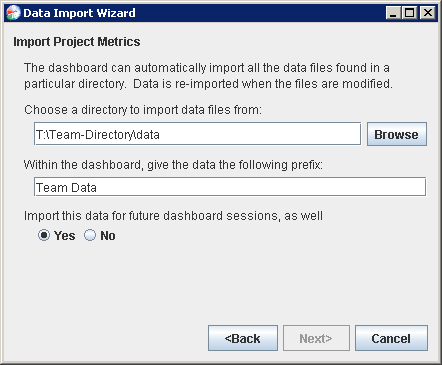 Data Import Wizard
Import Project Metrics
The dashboard can automatically import all the data files found in a
particular directory. Data is re-imported when the files are modified.
Choose a directory to import data files from:
T:\Team-Directory\data
Browse
Within the dashboard, give the data the following prefix:
Team Data
Import this data for future dashboard sessions, as well
Yes No
<Back Next> Cancel